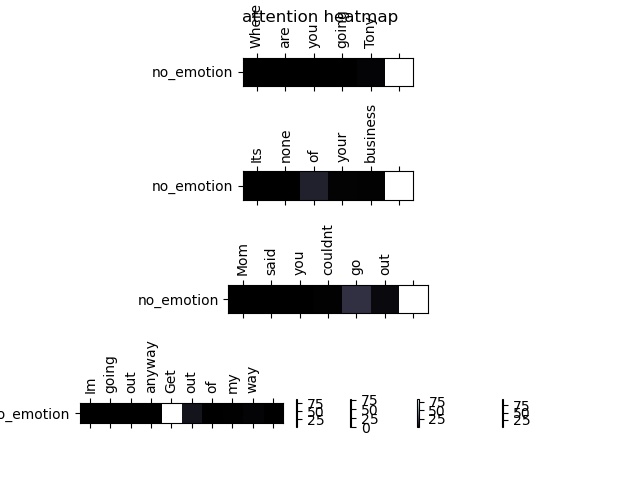 attention heatmap
Where are you going Tony
no_emotion
Its none of your business
no_emotion
Mom said you couldnt go out
no_emotion
Im going out anyway Get out of my way
o_emotion
75 50 25
75 50 25 0
75 50 25
75 50 25